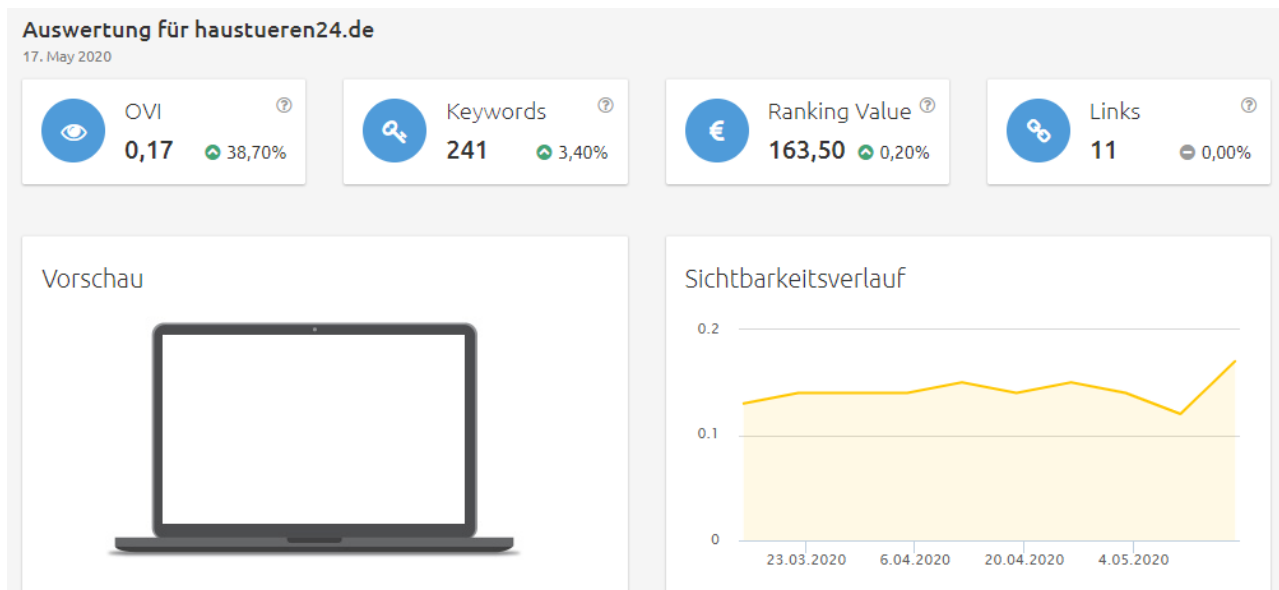 Auswertung für haustueren24.de
17. May 2020
OVI
0,17 38,70%
Keywords
241 3,40%
Ranking Value
163,50 0,20%
Links
11 0,00%
Vorschau
Sichtbarkeitsverlauf
0.2
0.1
0
23.03.2020 6.04.2020 20.04.2020 4.05.2020